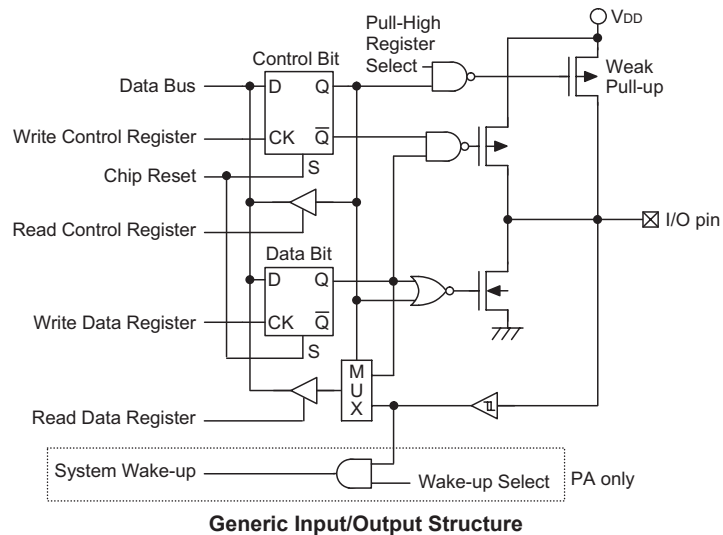 VDD
Pull-High
Register
Select
Control Bit
Weak
Pull-up
Data Bus
D Q
Write Control Register
CK Q
S
Chip Reset
I/O pin
Read Control Register
Data Bit
D Q
Write Data Register
CK Q
S
M
U
X
Read Data Register
System Wake-up
Wake-up Select
PA only
Generic Input/Output Structure